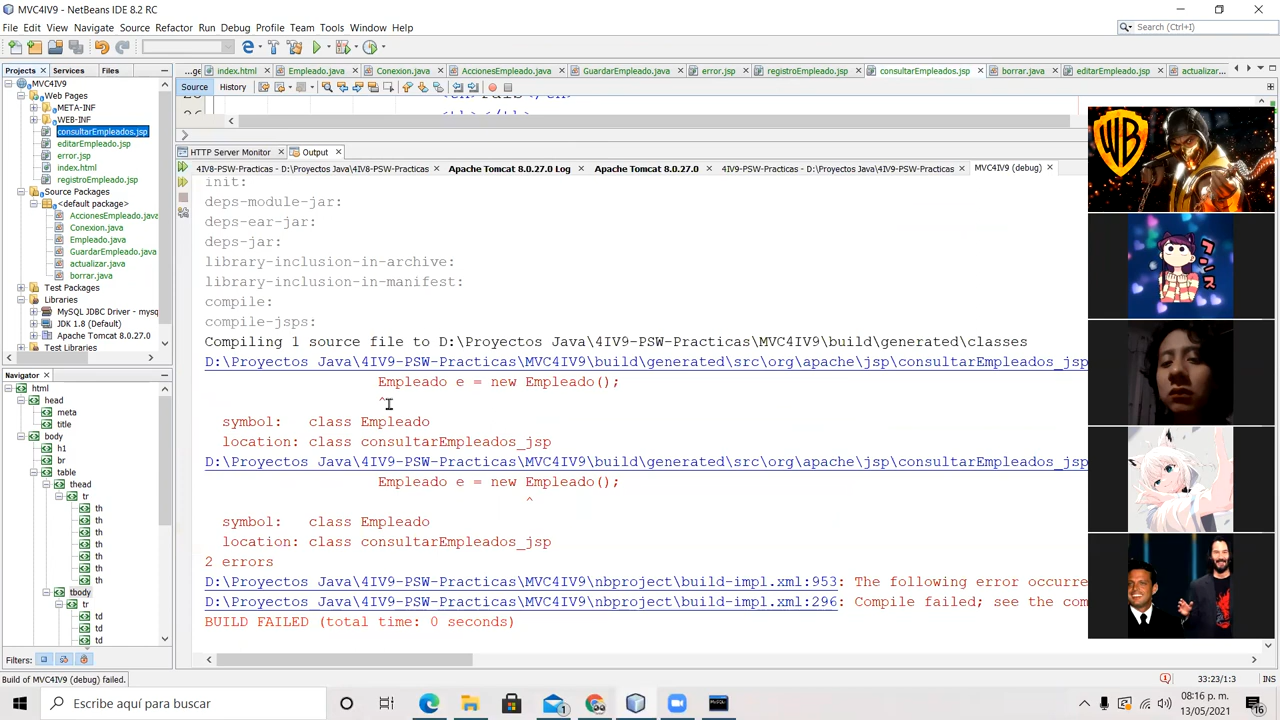 MVC4IV9 - NetBeans IDE 8.2 RC
File Edit View Navigate Source Refactor Run Debug Profile Team Tools Window Help
Search (Ctrl+I)
Projects Services Files
...ge index.html Empleado.java Conexion.java AccionesEmpleado.java GuardarEmpleado.java error.jsp registroEmpleado.jsp consultarEmpleados.jsp borrar.java editarEmpleado.jsp actualizar....
Source History
MVC4IV9
Web Pages
META-INF
WEB-INF
consultarEmpleados.jsp
editarEmpleado.jsp
error.jsp
index.html
registroEmpleado.jsp
Source Packages
<default package>
AccionesEmpleado.java
Conexion.java
Empleado.java
GuardarEmpleado.java
actualizar.java
borrar.java
Test Packages
Libraries
MySQL JDBC Driver - mysq
JDK 1.8 (Default)
Apache Tomcat 8.0.27.0
Test Libraries
Navigator
html
head
meta
title
body
h1
br
table
thead
tr
th
th
th
th
th
th
th
tbody
tr
td
td
td
Filters:
HTTP Server Monitor Output
4IV8-PSW-Practicas - D:\Proyectos Java\4IV8-PSW-Practicas Apache Tomcat 8.0.27.0 Log Apache Tomcat 8.0.27.0 4IV9-PSW-Practicas - D:\Proyectos Java\4IV9-PSW-Practicas MVC4IV9 (debug)
init:
deps-module-jar:
deps-ear-jar:
deps-jar:
library-inclusion-in-archive:
library-inclusion-in-manifest:
compile:
compile-jsps:
Compiling 1 source file to D:\Proyectos Java\4IV9-PSW-Practicas\MVC4IV9\build\generated\classes
D:\Proyectos Java\4IV9-PSW-Practicas\MVC4IV9\build\generated\src\org\apache\jsp\consultarEmpleados_jsp
Empleado e = new Empleado();
^
symbol: class Empleado
location: class consultarEmpleados_jsp
D:\Proyectos Java\4IV9-PSW-Practicas\MVC4IV9\build\generated\src\org\apache\jsp\consultarEmpleados_jsp
Empleado e = new Empleado();
^
symbol: class Empleado
location: class consultarEmpleados_jsp
2 errors
D:\Proyectos Java\4IV9-PSW-Practicas\MVC4IV9\nbproject\build-impl.xml:953: The following error occurre
D:\Proyectos Java\4IV9-PSW-Practicas\MVC4IV9\nbproject\build-impl.xml:296: Compile failed; see the com
BUILD FAILED (total time: 0 seconds)
WB
Build of MVC4IV9 (debug) failed.
33:23/1:3 INS
Escribe aquí para buscar
08:16 p. m.
13/05/2021
16